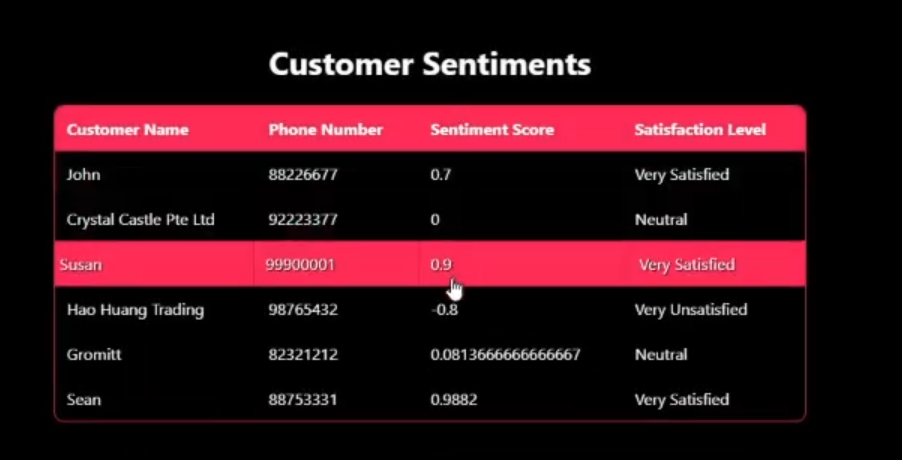 Customer Sentiments
Customer Name Phone Number Sentiment Score Satisfaction Level
John 88226677 0.7 Very Satisfied
Crystal Castle Pte Ltd 92223377 0 Neutral
Susan 99900001 0.9 Very Satisfied
Hao Huang Trading 98765432 -0.8 Very Unsatisfied
Gromitt 82321212 0.0813666666666667 Neutral
Sean 88753331 0.9882 Very Satisfied